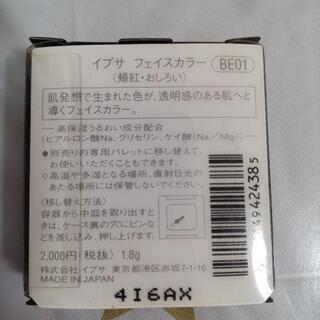 イプサ フェイスカラー BE01
〈頬紅・おしろい〉
肌発想で生まれた色が、透明感のある肌へと
導くフェイスカラー。
高保湿うるおい成分配合
(ヒアルロン酸Na、グリセリン、ケイ酸(Na/Mg))
●別売りの専用パレットに移し替えて、
お使いいただくこともできます。
○高温や多湿となる場所、直射日光の
あたる場所には保管しないでください。
〈移し替え方法〉
容器から中皿を取り出すと
きは、ケース裏の穴にピンな
どを差し込み、押し上げます。
2,000円(税抜) 1.8g
株式会社 イプサ 東京都港区赤坂7-1-16
MADE IN JAPAN
416AX
49424385